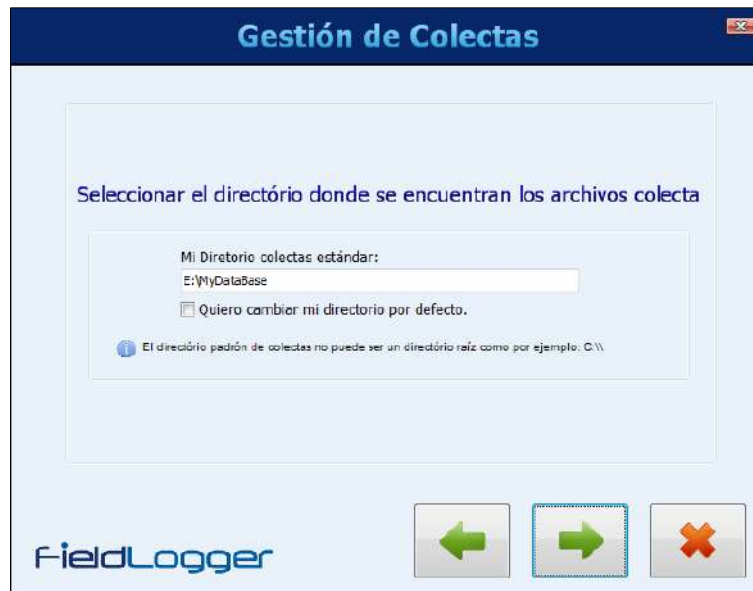 Gestión de Colectas
Seleccionar el directório donde se encuentran los archivos colecta
Mi Diretorio colectas estándar:
E:\MyDataBase
Quiero cambiar mi directorio por defecto.
El directório padrón de colectas no puede ser un directório raíz como por ejemplo: C:\\
FieldLogger